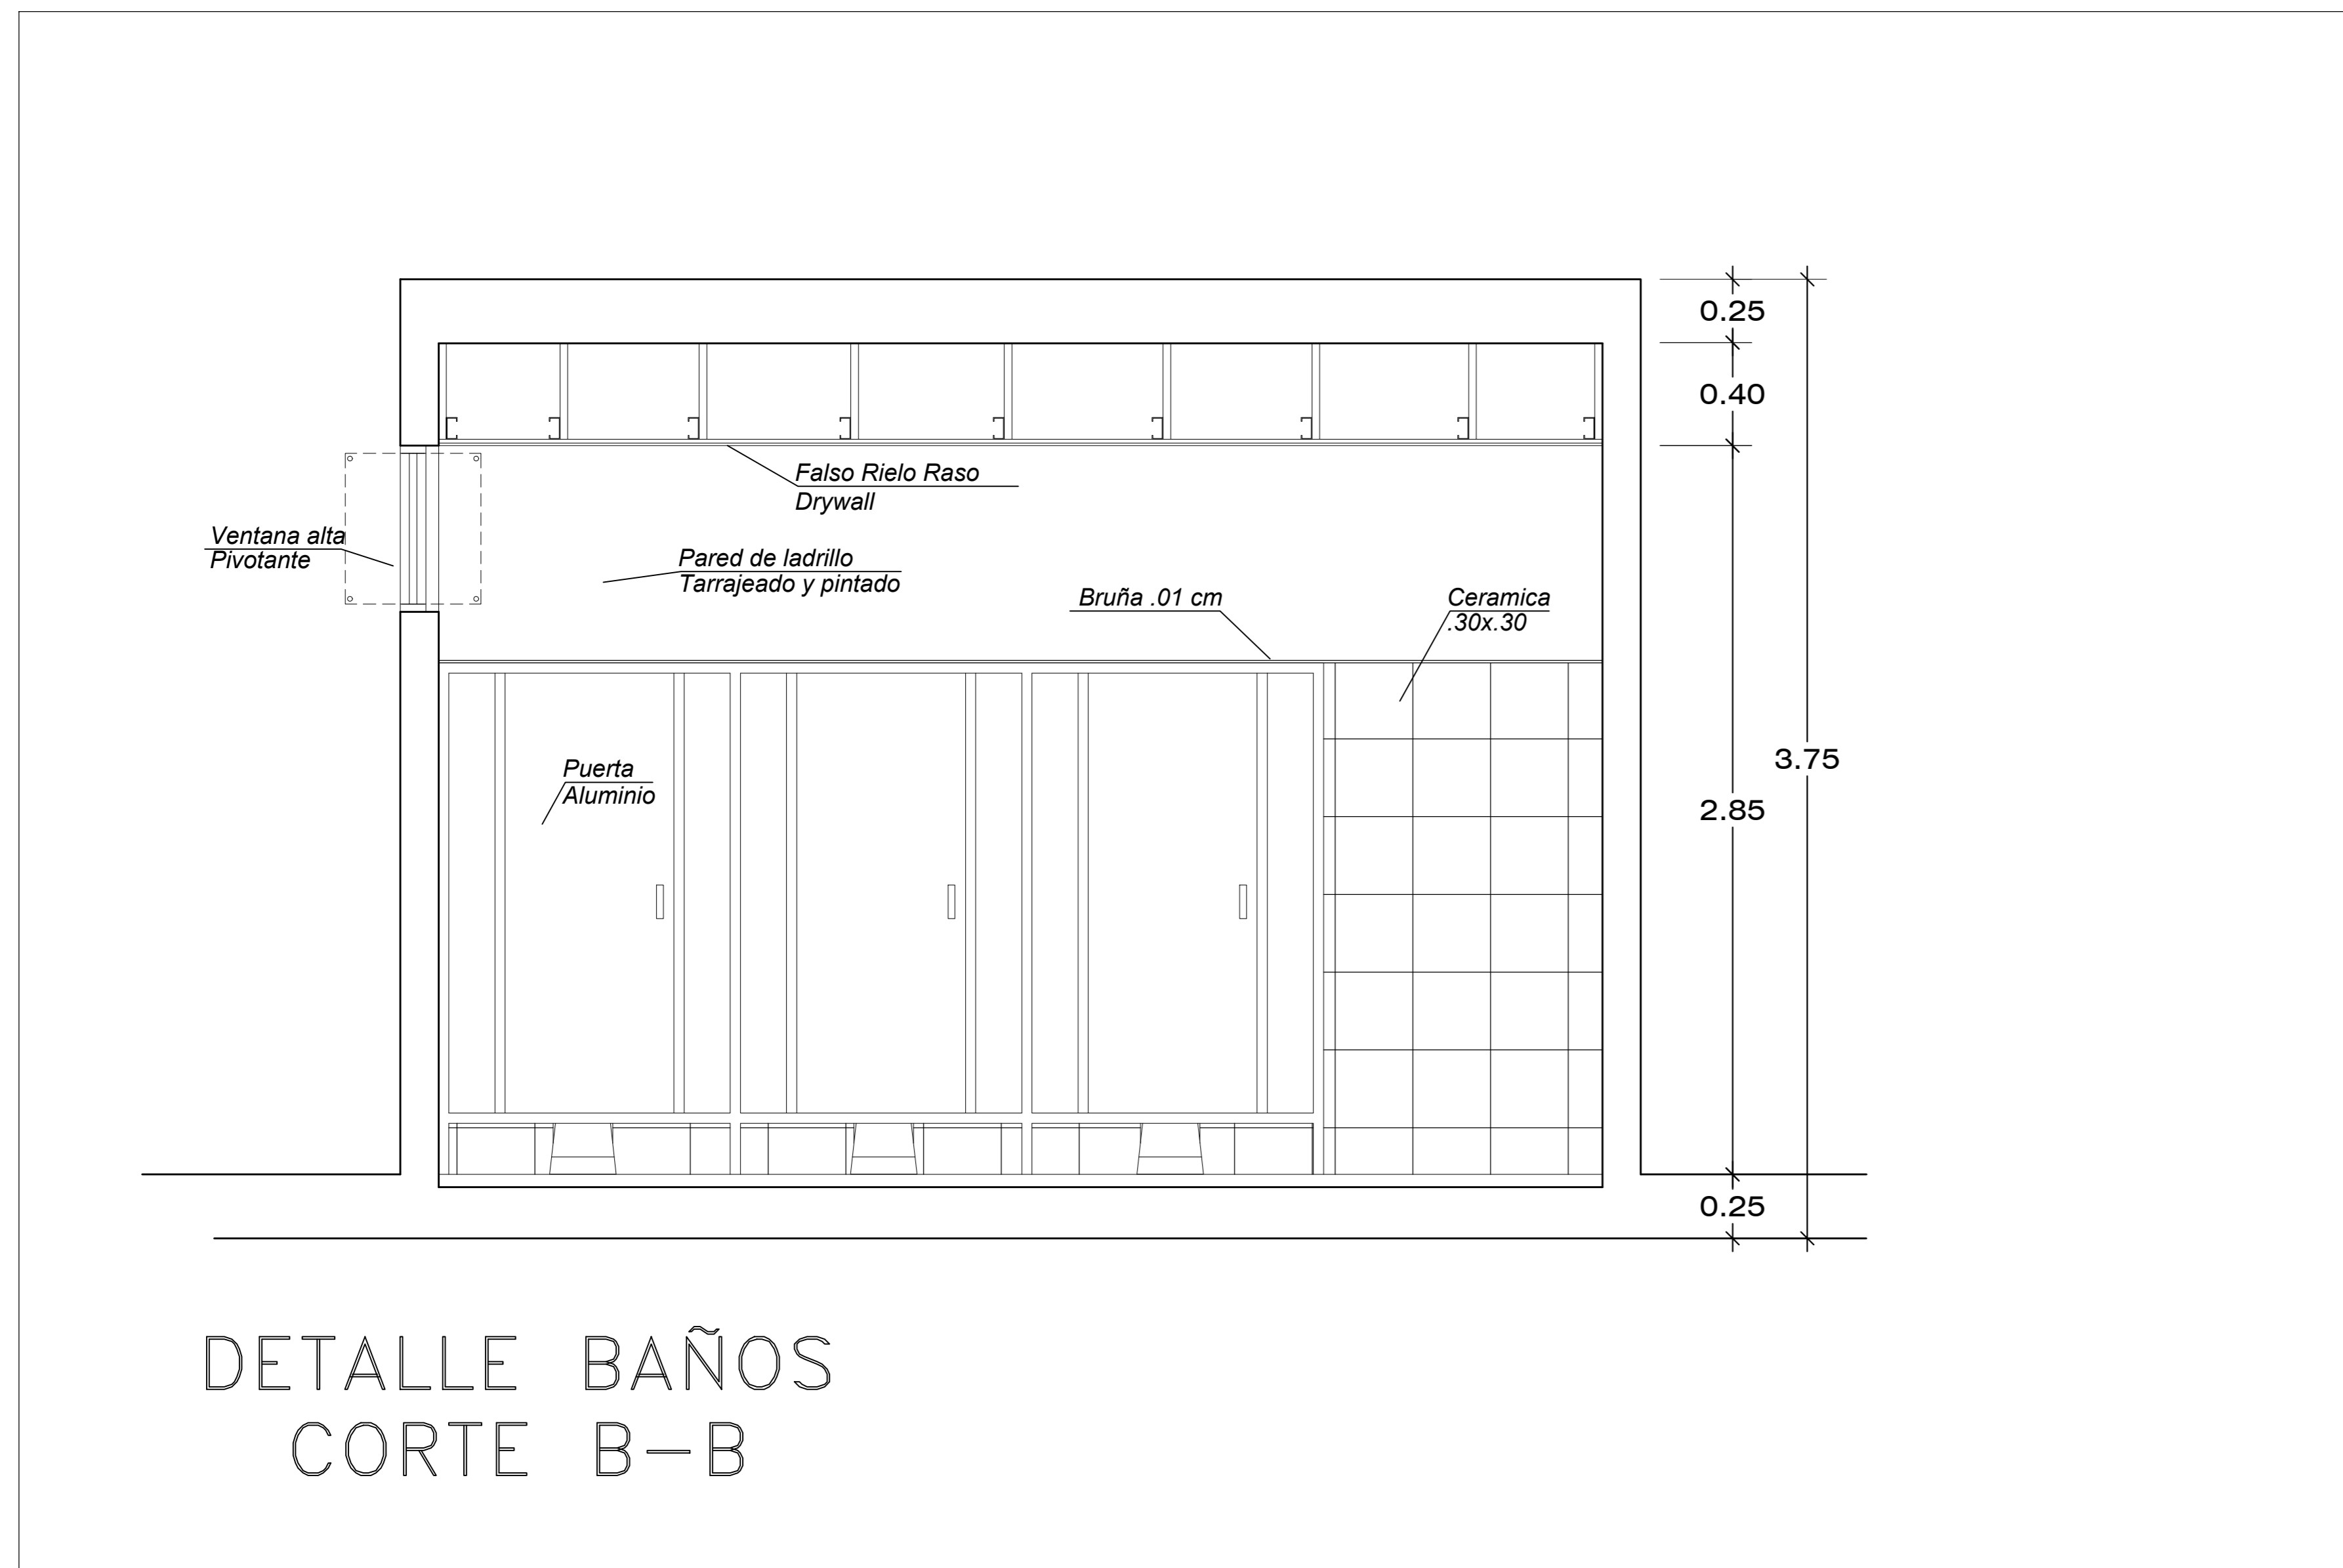 0.25
0.40
Falso Rielo Raso
Drywall
Ventana alta
Pivotante
Pared de ladrillo
Tarrajeado y pintado
Bruña .01 cm
Ceramica
.30x.30
Puerta
Aluminio
3.75
2.85
0.25
DETALLE BAÑOS
CORTE B-B